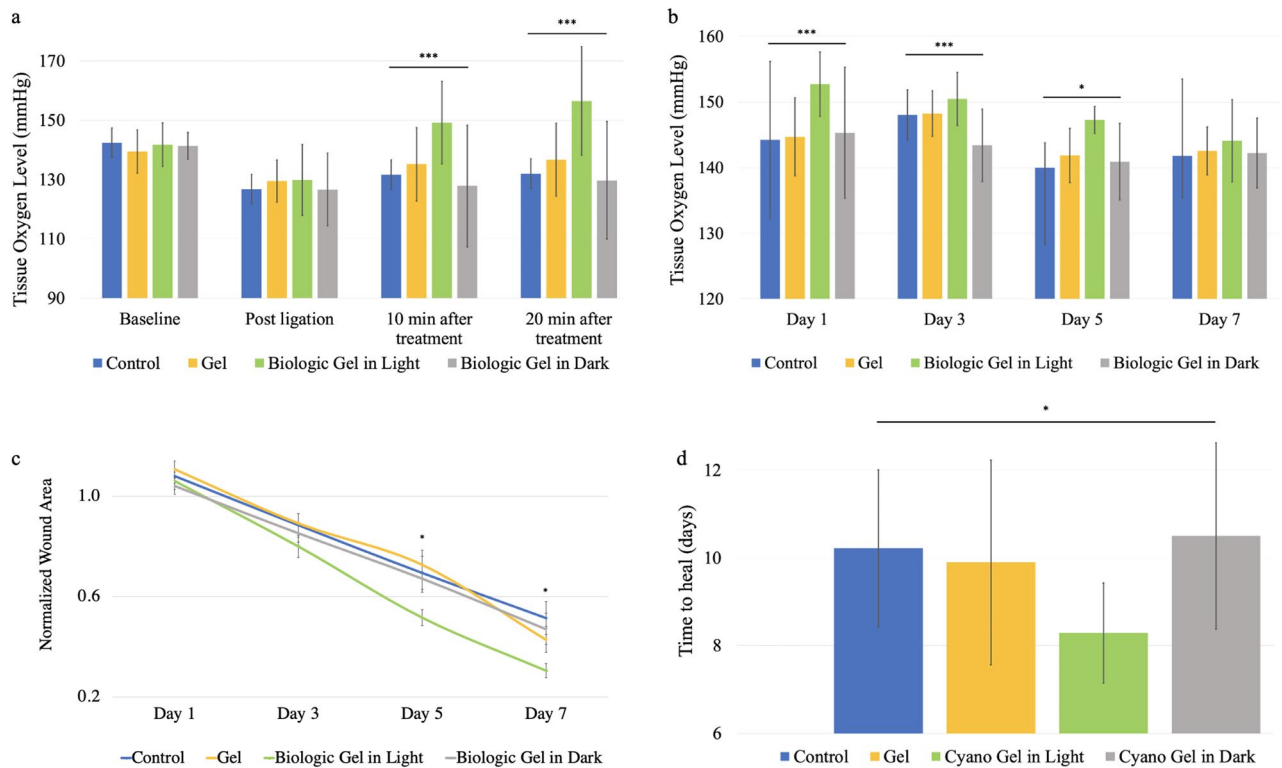 a
***
***
170
150
130
110
90
Tissue Oxygen Level (mmHg)
Baseline
Post ligation
10 min after
treatment
20 min after
treatment
Control
Gel
Biologic Gel in Light
Biologic Gel in Dark
b
160
150
140
130
120
***
***
*
Tissue Oxygen Level (mmHg)
Day 1
Day 3
Day 5
Day 7
Control
Gel
Biologic Gel in Light
Biologic Gel in Dark
c
1.0
0.6
0.2
*
*
Normalized Wound Area
Day 1
Day 3
Day 5
Day 7
Control
Gel
Biologic Gel in Light
Biologic Gel in Dark
d
*
12
10
8
6
Time to heal (days)
Control
Gel
Cyano Gel in Light
Cyano Gel in Dark